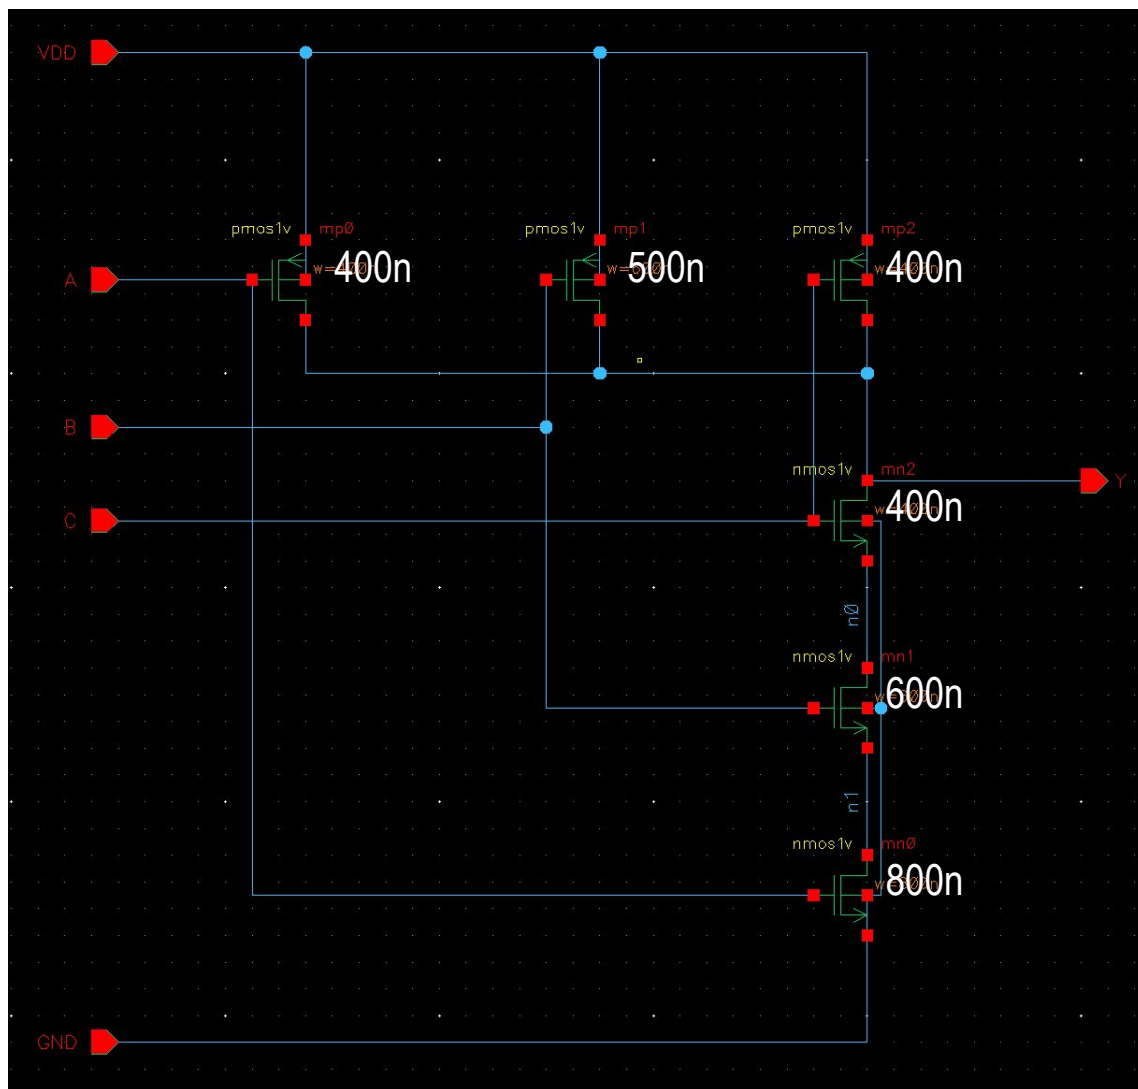 VDD
pmos1v mp0 pmos1v mp1 pmos1v mp2
A 400n 500n 400n
B
nmos1v mn2
Y
C 400n
n0
nmos1v mn1
600n
n1
nmos1v mn0
800n
GND